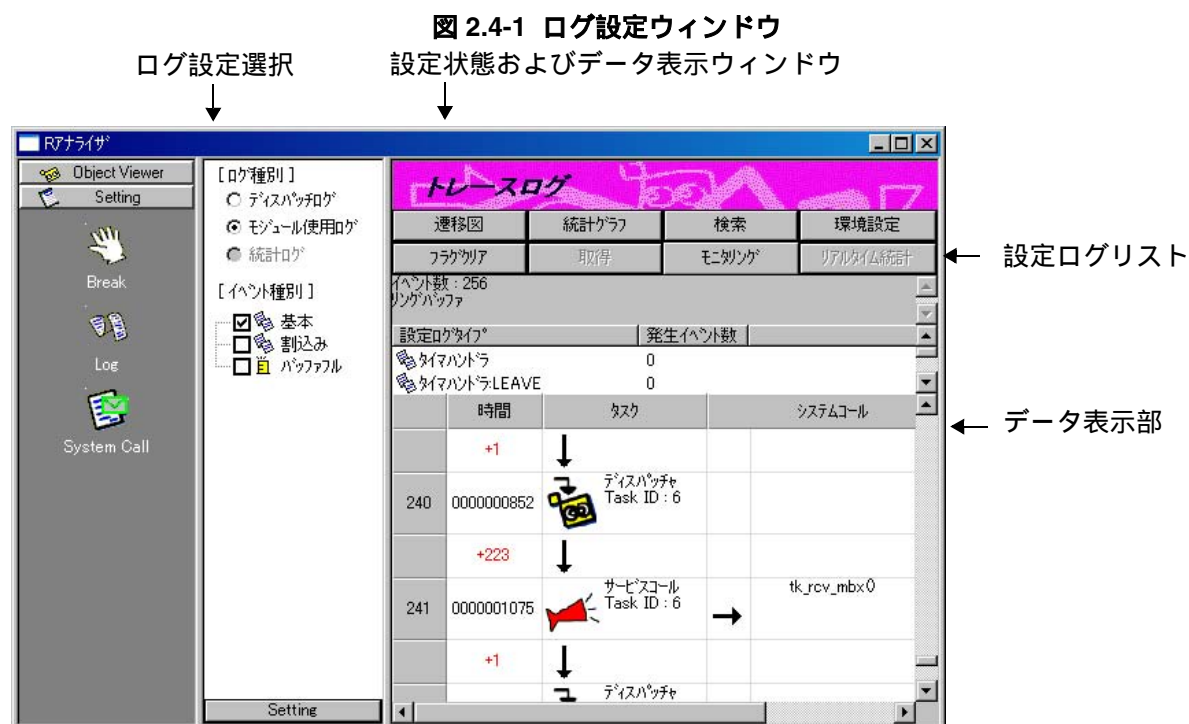 図 2.4-1 ログ設定ウィンドウ
ログ設定選択
設定状態およびデータ表示ウィンドウ
Rアナライザ
Object Viewer
Setting
Break
Log
System Call
[ログ種別]
ディスパッチログ
モジュール使用ログ
統計ログ
[イベント種別]
基本
割込み
バッファフル
Setting
トレースログ
遷移図 統計グラフ 検索 環境設定
フラグクリア 取得 モニタリング リアルタイム統計
イベント数 : 256
リングバッファ
設定ログタイプ 発生イベント数
タイマハンドラ 0
タイマハンドラ:LEAVE 0
時間 タスク システムコール
+1
240 0000000852 ディスパッチャ
Task ID : 6
+223
241 0000001075 サービスコール tk_rcv_mbx()
Task ID : 6
+1
ディスパッチャ
設定ログリスト
データ表示部